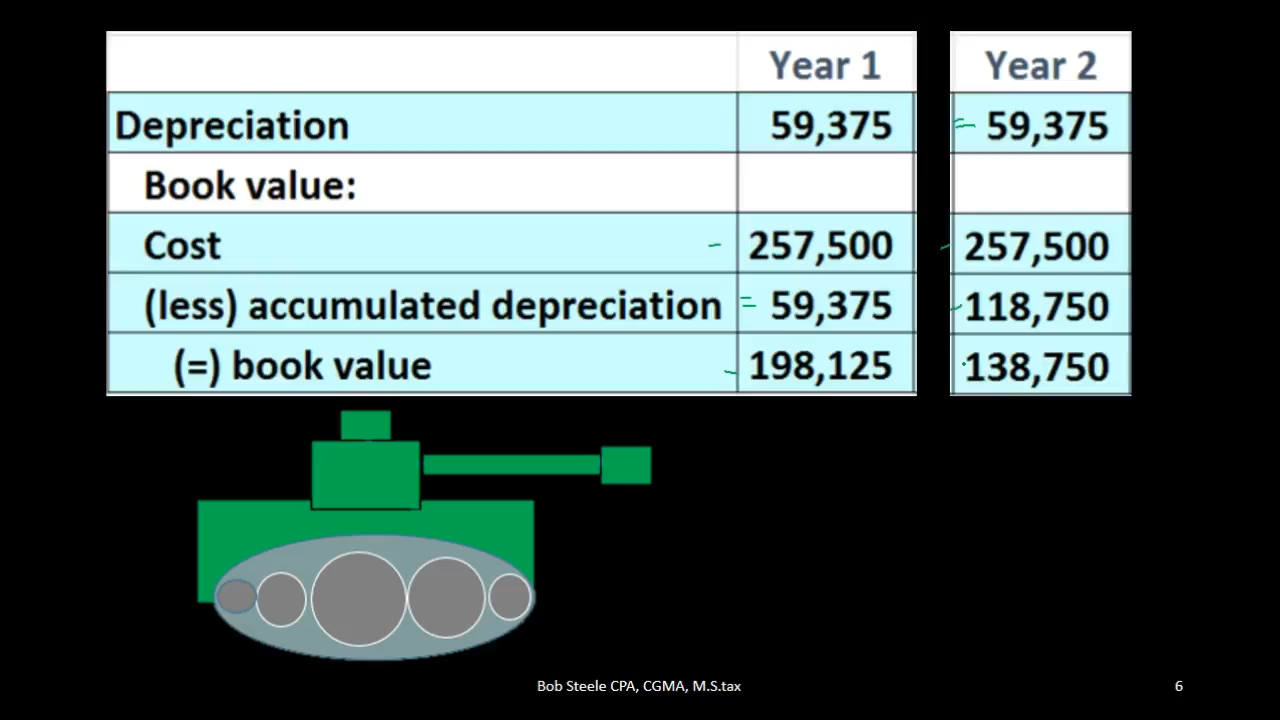 Year 1 Year 2
Depreciation 59,375 59,375
Book value:
Cost 257,500 257,500
(less) accumulated depreciation 59,375 118,750
(=) book value 198,125 138,750
Bob Steele CPA, CGMA, M.S.tax 6